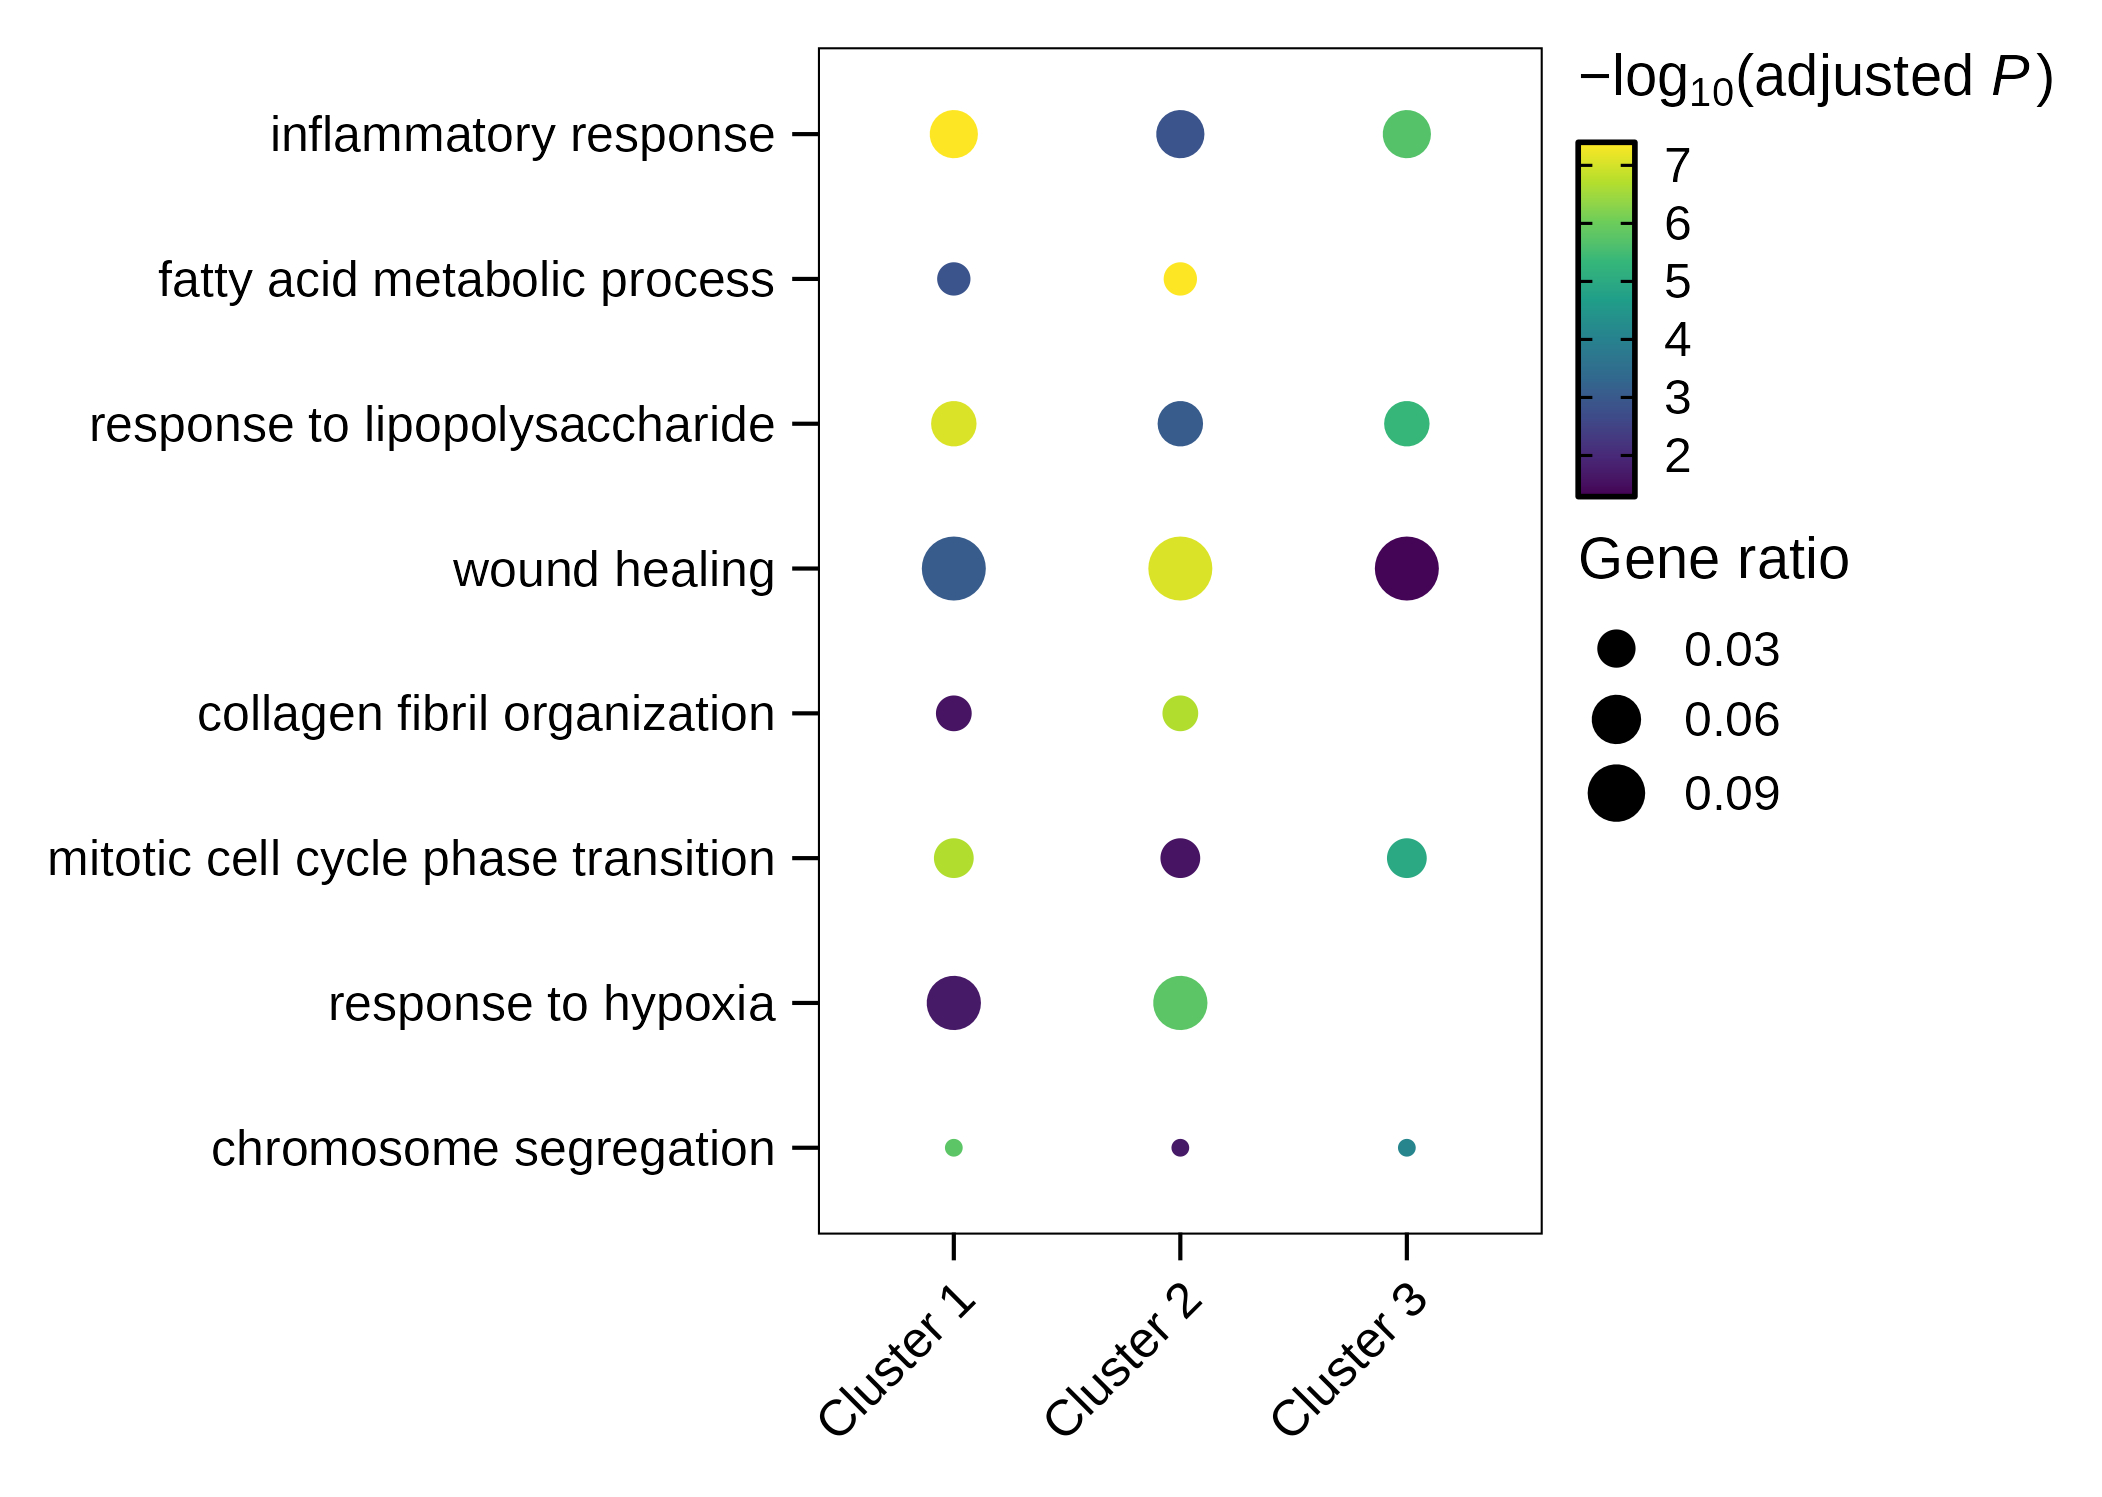 inflammatory response
fatty acid metabolic process
response to lipopolysaccharide
wound healing
collagen fibril organization
mitotic cell cycle phase transition
response to hypoxia
chromosome segregation
Cluster 1
Cluster 2
Cluster 3
−log₁₀(adjusted P)
7
6
5
4
3
2
Gene ratio
0.03
0.06
0.09